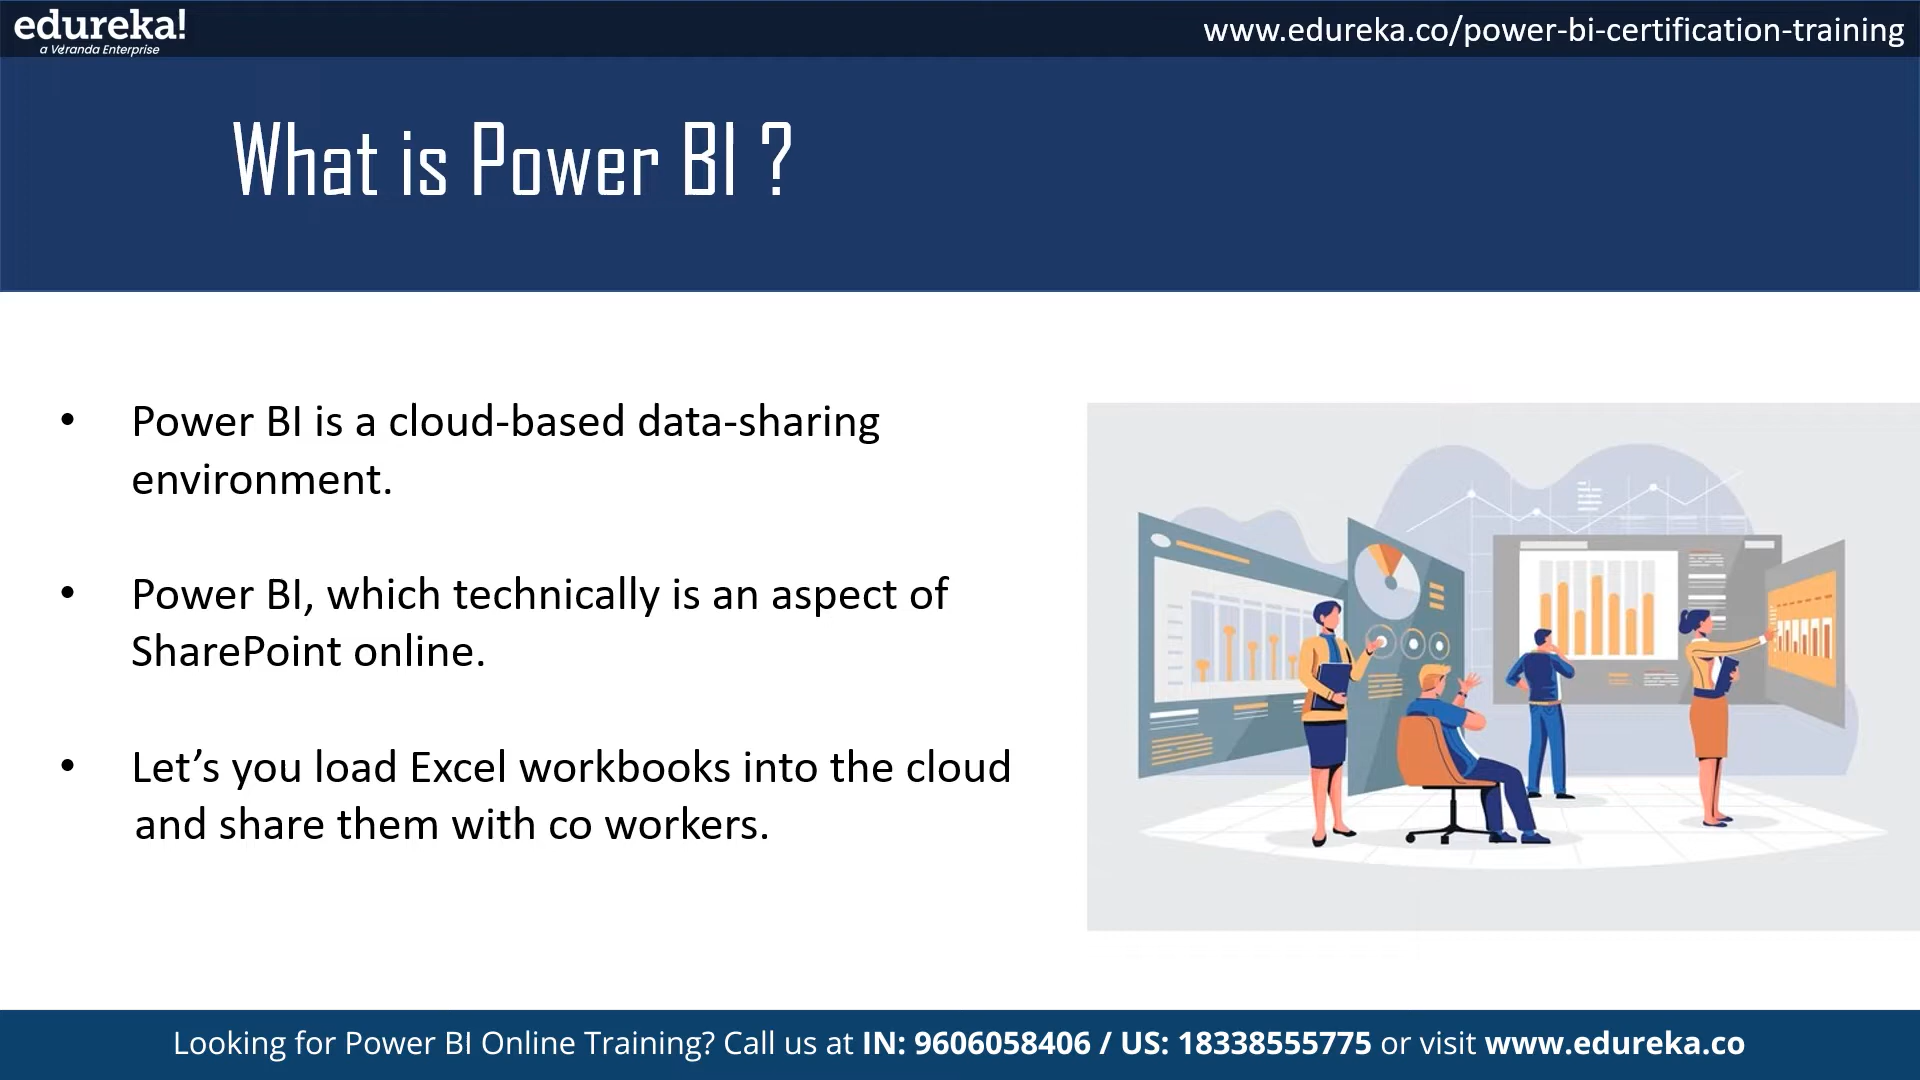 edureka!
a Veranda Enterprise
www.edureka.co/power-bi-certification-training
What is Power BI ?
• Power BI is a cloud-based data-sharing
environment.
• Power BI, which technically is an aspect of
SharePoint online.
• Let’s you load Excel workbooks into the cloud
and share them with co workers.
Looking for Power BI Online Training? Call us at IN: 9606058406 / US: 18338555775 or visit www.edureka.co